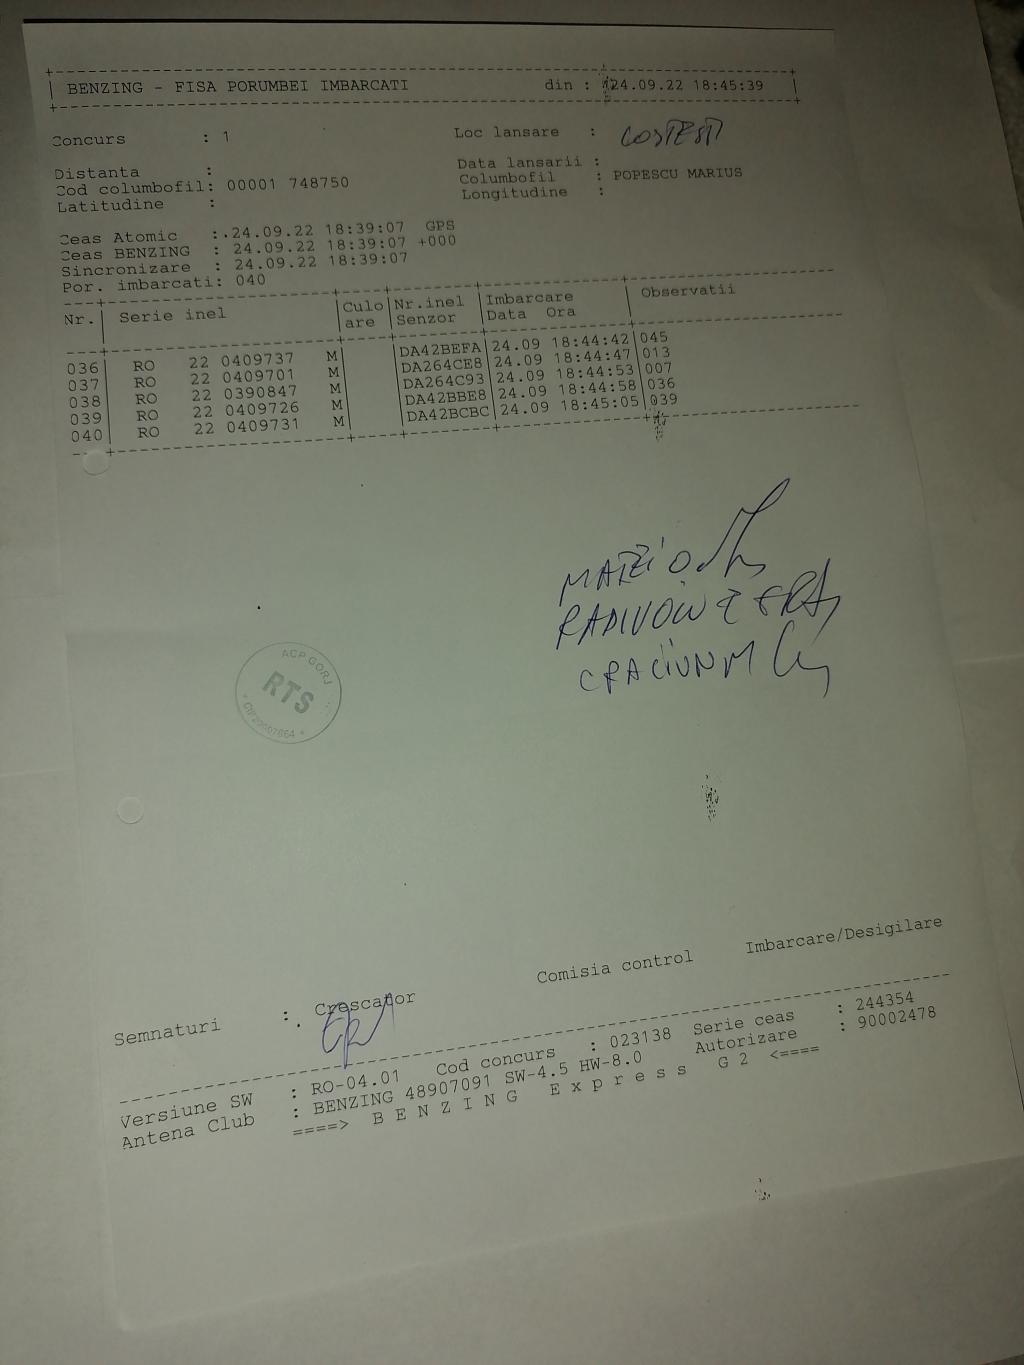 BENZING - FISA PORUMBEI IMBARCATI din : 24.09.22 18:45:39
Concurs : 1 Loc lansare : COSTESTI
Distanta : Data lansarii :
Cod columbofil: 00001 748750 Columbofil : POPESCU MARIUS
Latitudine : Longitudine :
Ceas Atomic :.24.09.22 18:39:07 GPS
Ceas BENZING : 24.09.22 18:39:07 +000
Sincronizare : 24.09.22 18:39:07
Por. imbarcati: 040
Nr. Serie inel Culo Nr.inel Imbarcare Observatii
are Senzor Data Ora
036 RO 22 0409737 M DA42BEFA 24.09 18:44:42 045
037 RO 22 0409701 M DA264CE8 24.09 18:44:47 013
038 RO 22 0390847 M DA264C93 24.09 18:44:53 007
039 RO 22 0409726 M DA42BBE8 24.09 18:44:58 036
040 RO 22 0409731 M DA42BCBC 24.09 18:45:05 039
CRACIUN M
ACP GORJ
RTS
Semnaturi : Crescator Comisia control Imbarcare/Desigilare
Versiune SW : RO-04.01 Cod concurs : 023138 Serie ceas : 244354
Antena Club : BENZING 48907091 SW-4.5 HW-8.0 Autorizare : 90002478
====> B E N Z I N G E x p r e s s G 2 <====